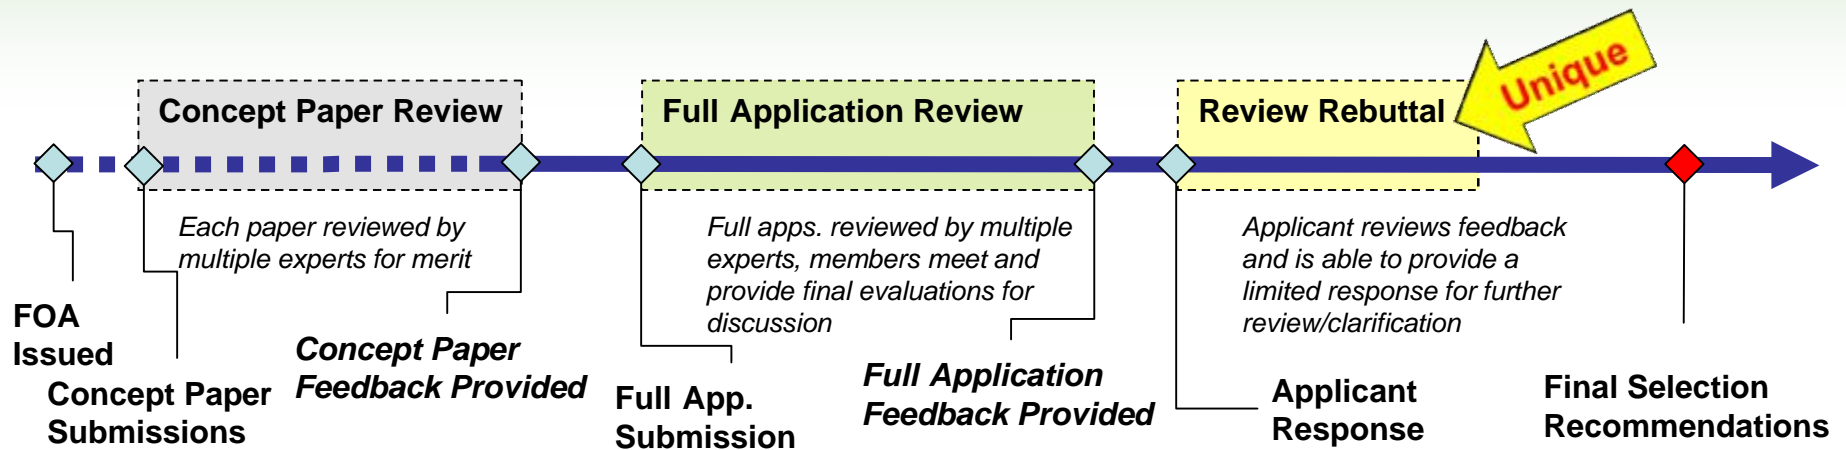 Unique
Concept Paper Review
Full Application Review
Review Rebuttal
Each paper reviewed by
multiple experts for merit
Full apps. reviewed by multiple
experts, members meet and
provide final evaluations for
discussion
Applicant reviews feedback
and is able to provide a
limited response for further
review/clarification
FOA
Issued
Concept Paper
Submissions
Concept Paper
Feedback Provided
Full App.
Submission
Full Application
Feedback Provided
Applicant
Response
Final Selection
Recommendations